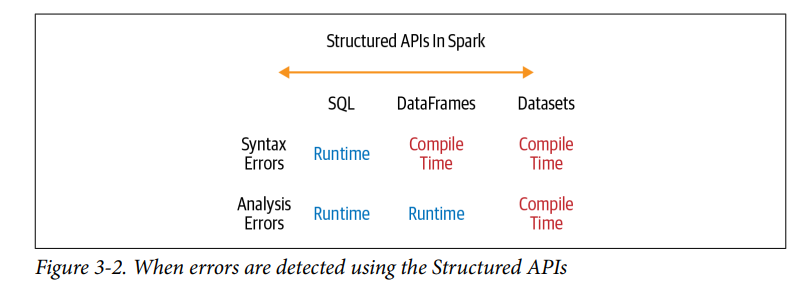 Structured APIs In Spark
SQL DataFrames Datasets
Syntax Errors Runtime Compile Time Compile Time
Analysis Errors Runtime Runtime Compile Time
Figure 3-2. When errors are detected using the Structured APIs